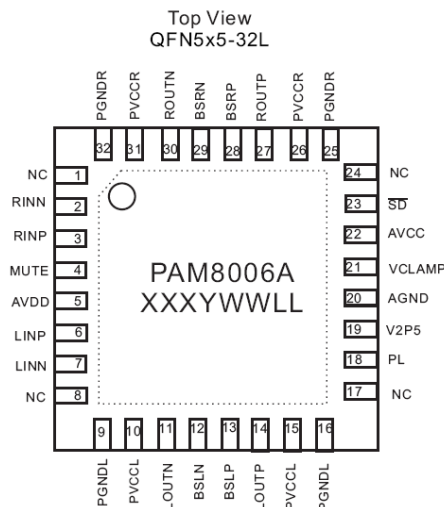 Top View
QFN5x5-32L
PGNDR PVCCR ROUTN BSRN BSRP ROUTP PVCCR PGNDR
32 31 30 29 28 27 26 25
NC 1
RINN 2
RINP 3
MUTE 4
AVDD 5
LINP 6
LINN 7
NC 8
PAM8006A
XXXYWWLL
24 NC
23 SD
22 AVCC
21 VCLAMP
20 AGND
19 V2P5
18 PL
17 NC
9 10 11 12 13 14 15 16
PGNDL PVCCL LOUTN BSLN BSLP LOUTP PVCCL PGNDL